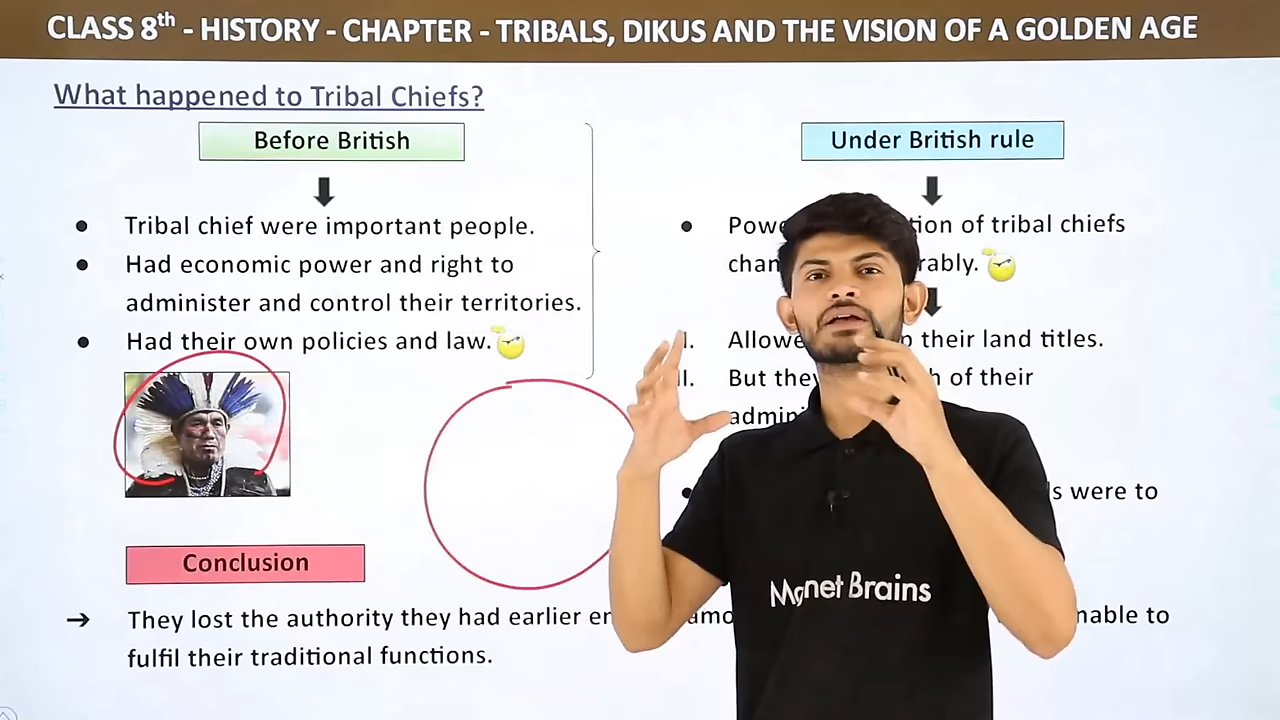 CLASS 8th - HISTORY - CHAPTER - TRIBALS, DIKUS AND THE VISION OF A GOLDEN AGE
What happened to Tribal Chiefs?
Before British
• Tribal chief were important people.
• Had economic power and right to
administer and control their territories.
• Had their own policies and law.
Under British rule
• of tribal chiefs
I. their land titles.
II. But of their
• were to
Conclusion
➔ They lost the authority they had earlier to
fulfil their traditional functions.
Magnet Brains